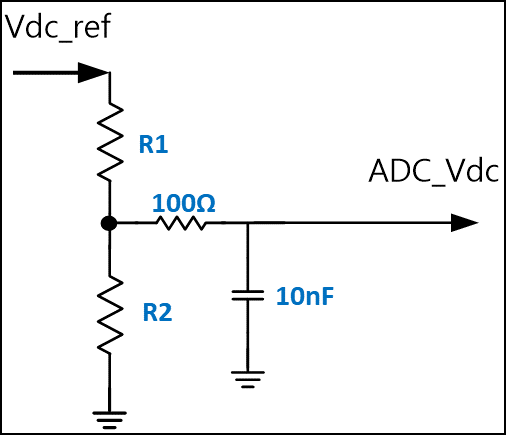 Vdc_ref
R1
ADC_Vdc
100Ω
R2
10nF